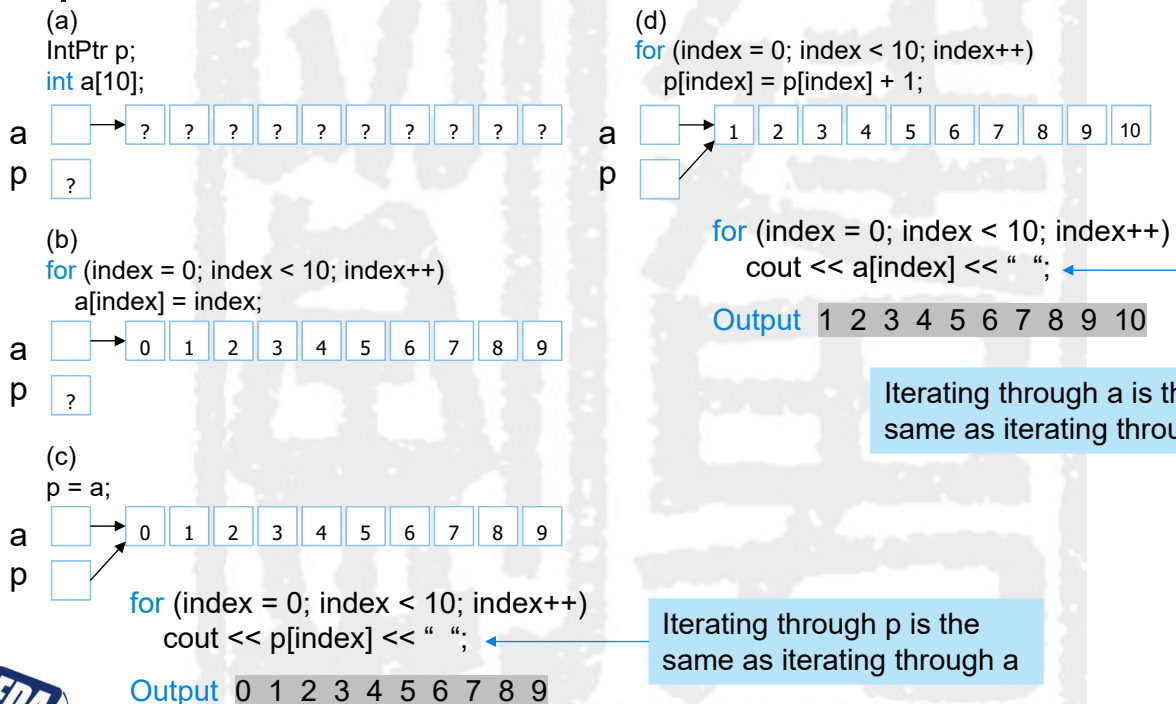 (a)
IntPtr p;
int a[10];
a ? ? ? ? ? ? ? ? ? ?
p ?
(b)
for (index = 0; index < 10; index++)
a[index] = index;
a 0 1 2 3 4 5 6 7 8 9
p ?
(c)
p = a;
a 0 1 2 3 4 5 6 7 8 9
p
for (index = 0; index < 10; index++)
cout << p[index] << “ “;
Output 0 1 2 3 4 5 6 7 8 9
Iterating through p is the
same as iterating through a
(d)
for (index = 0; index < 10; index++)
p[index] = p[index] + 1;
a 1 2 3 4 5 6 7 8 9 10
p
for (index = 0; index < 10; index++)
cout << a[index] << “ “;
Output 1 2 3 4 5 6 7 8 9 10
Iterating through a is th
same as iterating throu